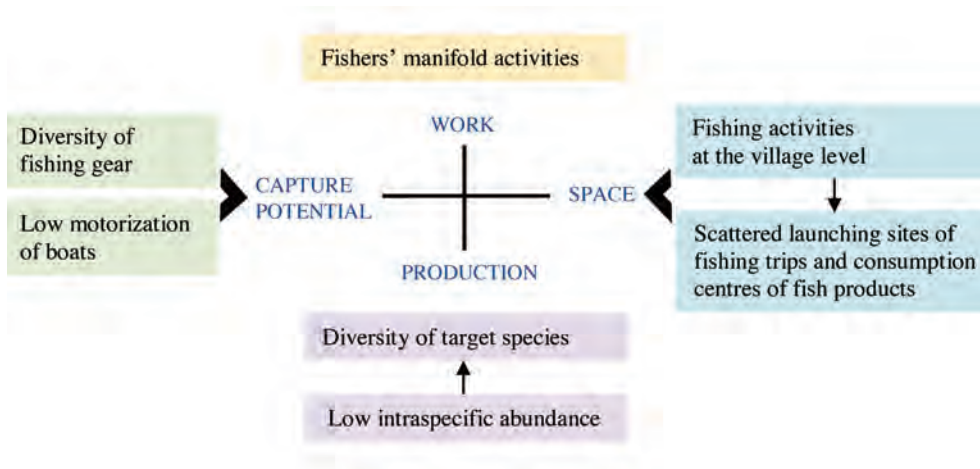 Fishers’ manifold activities
WORK
Diversity of
fishing gear
Low motorization
of boats
CAPTURE
POTENTIAL
SPACE
Fishing activities
at the village level
Scattered launching sites of
fishing trips and consumption
centres of fish products
PRODUCTION
Diversity of target species
Low intraspecific abundance